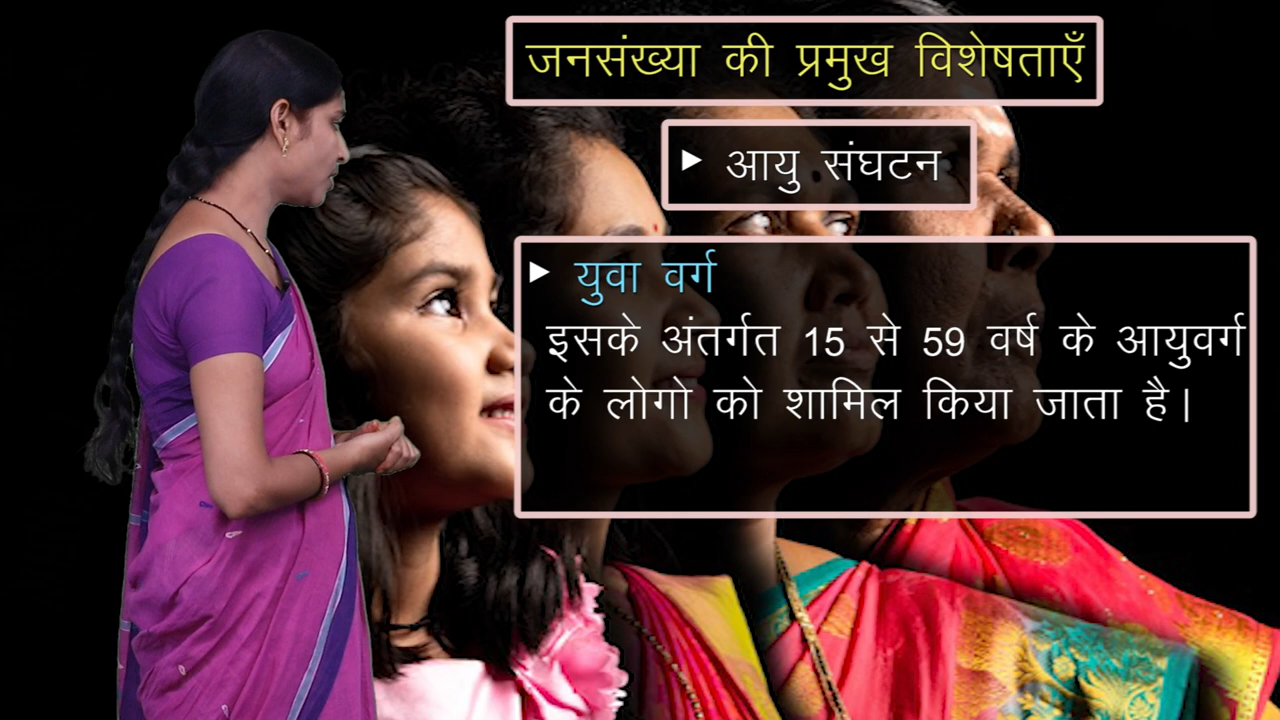 जनसंख्या की प्रमुख विशेषताएँ
▶ आयु संघटन
▶ युवा वर्ग
इसके अंतर्गत 15 से 59 वर्ष के आयुवर्ग
के लोगो को शामिल किया जाता है।